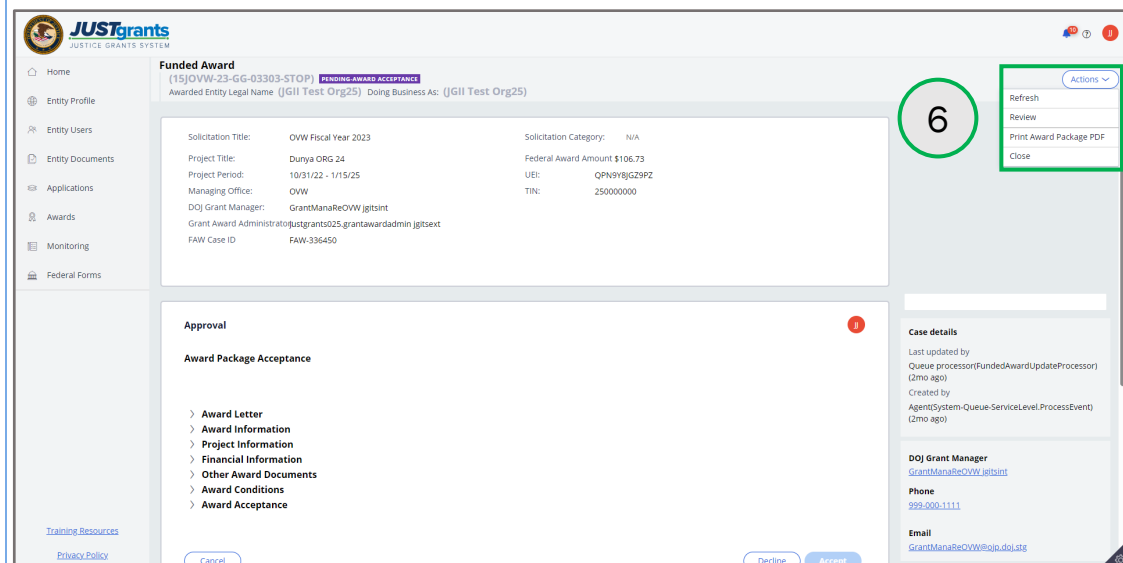 JUSTgrants
JUSTICE GRANTS SYSTEM
10
JJ
Home
Entity Profile
Entity Users
Entity Documents
Applications
Awards
Monitoring
Federal Forms
Training Resources
Privacy Policy
Funded Award
(15JOVW-23-GG-03303-STOP) PENDING-AWARD ACCEPTANCE
Awarded Entity Legal Name (JGII Test Org25) Doing Business As: (JGII Test Org25)
Actions
Refresh
Review
Print Award Package PDF
Close
6
Solicitation Title: OVW Fiscal Year 2023 Solicitation Category: N/A
Project Title: Dunya ORG 24 Federal Award Amount $106.73
Project Period: 10/31/22 - 1/15/25 UEI: QPN9Y8JGZ9PZ
Managing Office: OVW TIN: 250000000
DOJ Grant Manager: GrantManaReOVW jgitsint
Grant Award Administrator justgrants025.grantawardadmin jgitsext
FAW Case ID FAW-336450
Approval JJ
Award Package Acceptance
Award Letter
Award Information
Project Information
Financial Information
Other Award Documents
Award Conditions
Award Acceptance
Cancel Decline Accept
Case details
Last updated by
Queue processor(FundedAwardUpdateProcessor)
(2mo ago)
Created by
Agent(System-Queue-ServiceLevel.ProcessEvent)
(2mo ago)
DOJ Grant Manager
GrantManaReOVW jgitsint
Phone
999-000-1111
Email
GrantManaReOVW@ojp.doj.stg